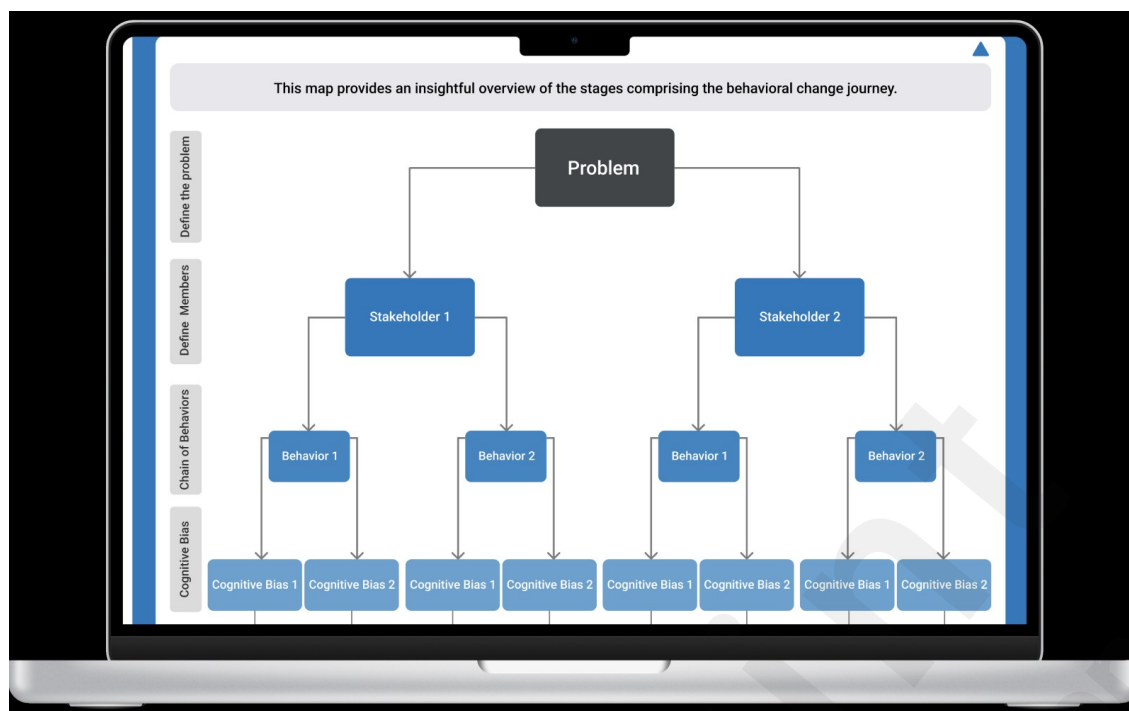 This map provides an insightful overview of the stages comprising the behavioral change journey.
Define the problem
Problem
Define Members
Stakeholder 1
Stakeholder 2
Chain of Behaviors
Behavior 1
Behavior 2
Behavior 1
Behavior 2
Cognitive Bias
Cognitive Bias 1
Cognitive Bias 2
Cognitive Bias 1
Cognitive Bias 2
Cognitive Bias 1
Cognitive Bias 2
Cognitive Bias 1
Cognitive Bias 2